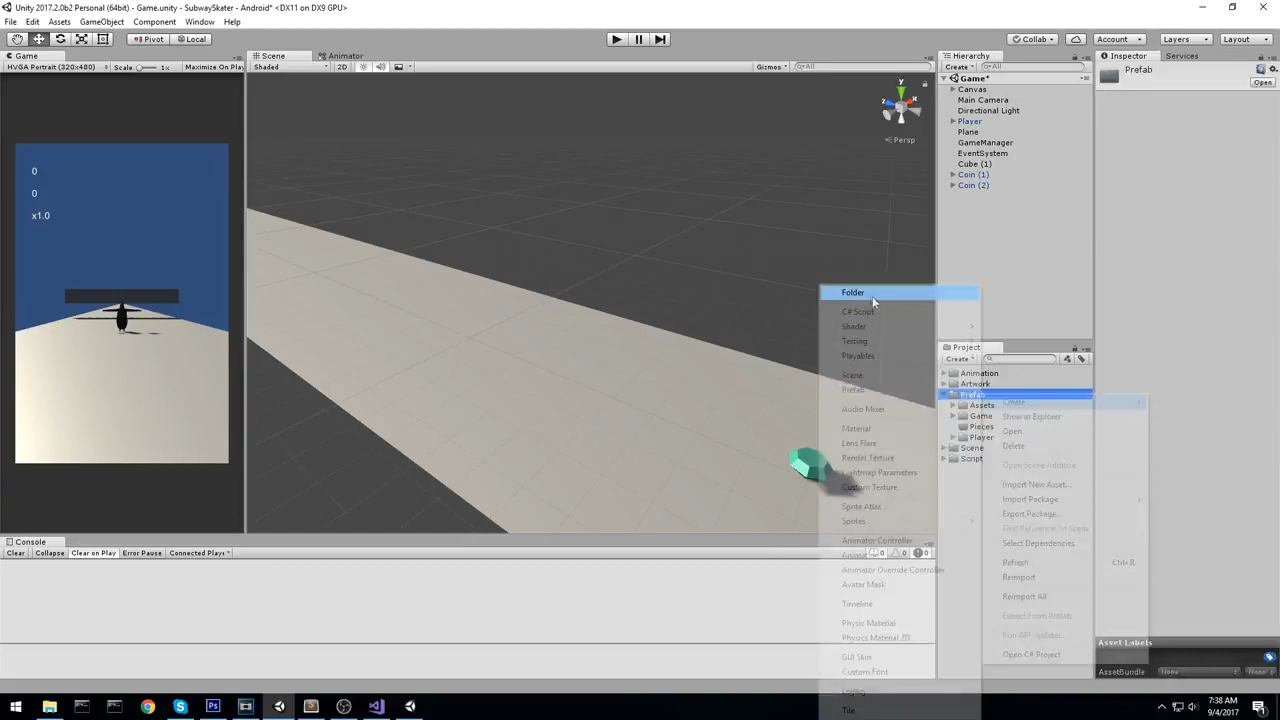 Unity 2017.2.0b2 (64bit) - Game.unity - SubwaySkater - Android* <DX11 on DX9 GPU>
File Edit Assets GameObject Component Window Help
Pivot Local Collab Account Layers Layout
Game Scene Animator Hierarchy Inspector Services
HVGA Portrait (320x480) Scale 1x Maximize On Play Shaded 2D Gizmos All Create All Prefab
Open
Game*
Canvas
Main Camera
Directional Light
Player
Plane
GameManager
EventSystem
Cube (1)
Coin (1)
Coin (2)
y
x
z
Persp
0
0
x1.0
Folder
C# Script
Shader
Testing
Playables
Scene
Prefab
Audio Mixer
Material
Lens Flare
Render Texture
Lightmap Parameters
Custom Texture
Sprite Atlas
Sprites
Animator Controller
Animator Override Controller
Avatar Mask
Timeline
Physic Material
Physics Material
GUI Skin
Custom Font
Tile
Project
Create
Animation
Artwork
Prefab
Assets
Game
Pieces
Player
Scene
Script
Create
Show in Explorer
Open
Delete
Open Scene Additive
Import New Asset...
Import Package
Export Package...
Find References In Scene
Select Dependencies
Refresh Ctrl+R
Reimport
Reimport All
Extract From Prefab
Run API Updater...
Open C# Project
Console
Clear Collapse Clear on Play Error Pause Connected Play 0 0 0
Asset Labels
AssetBundle None None
7:38 AM
9/4/2017